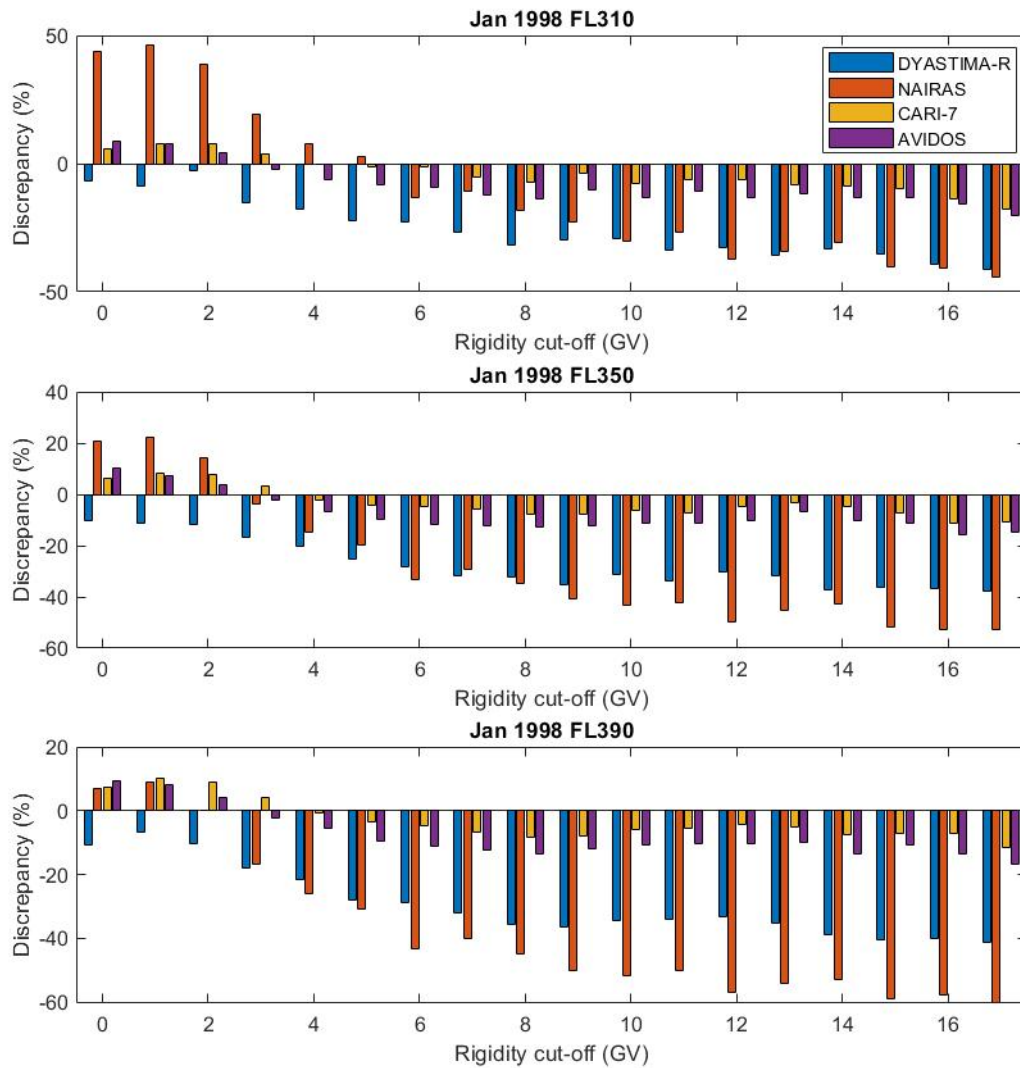 Jan 1998 FL310
50
DYASTIMA-R
NAIRAS
CARI-7
AVIDOS
Discrepancy (%)
0
-50
0 2 4 6 8 10 12 14 16
Rigidity cut-off (GV)
Jan 1998 FL350
40
20
Discrepancy (%)
0
-20
-40
-60
0 2 4 6 8 10 12 14 16
Rigidity cut-off (GV)
Jan 1998 FL390
20
Discrepancy (%)
0
-20
-40
-60
0 2 4 6 8 10 12 14 16
Rigidity cut-off (GV)